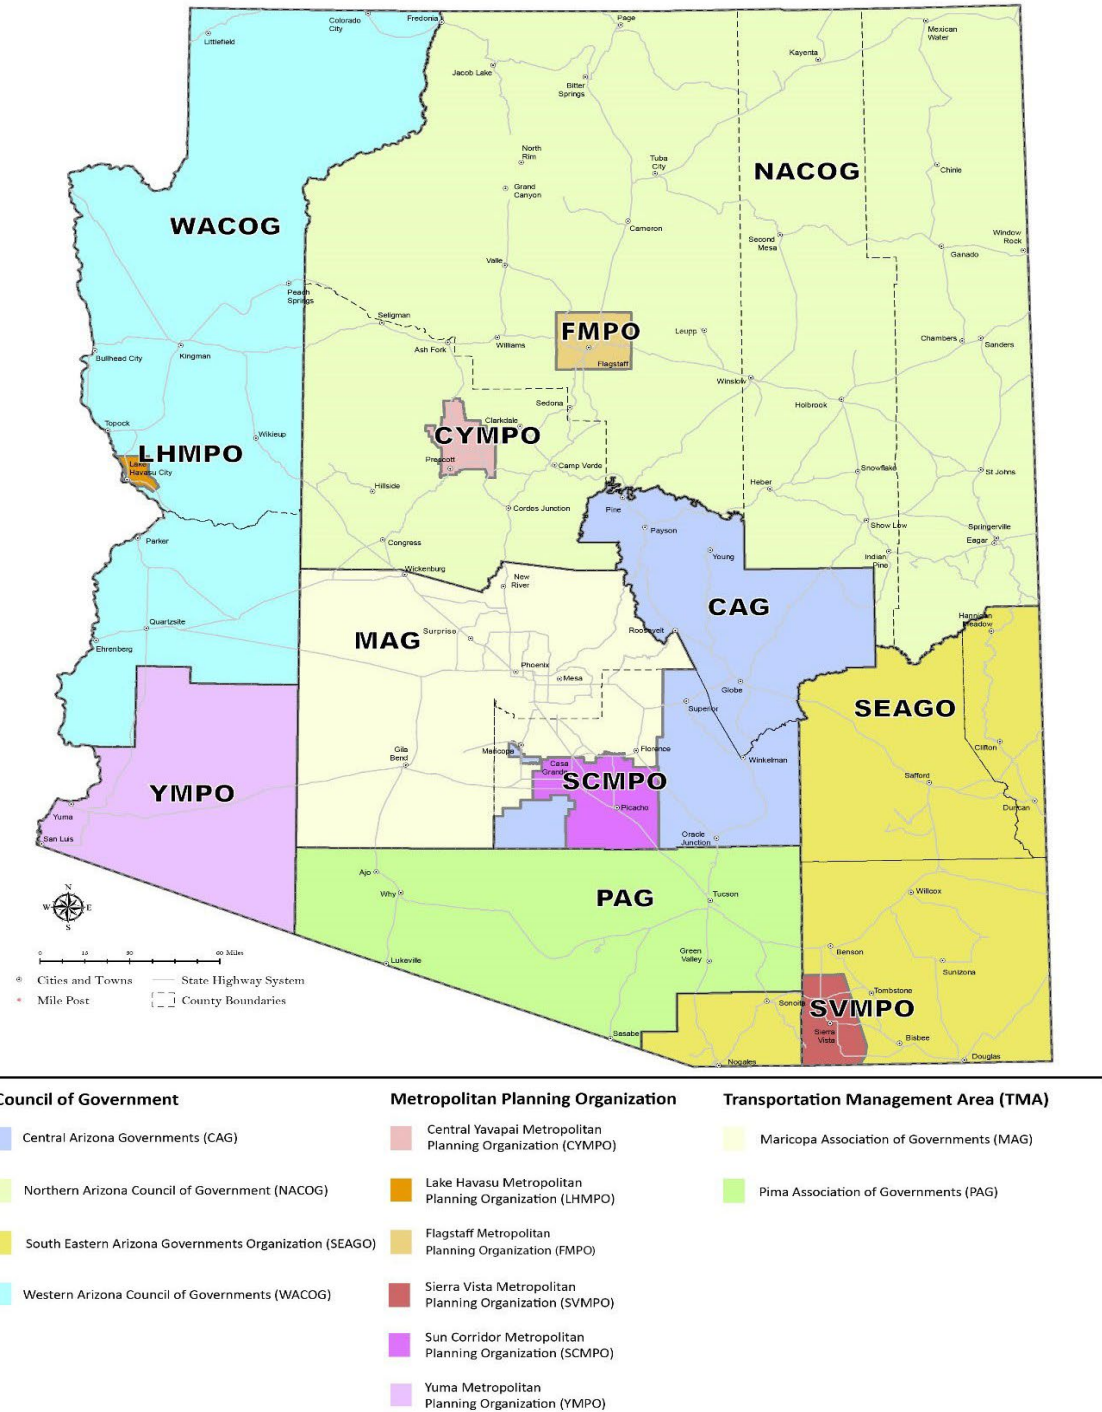 Colorado
City
Fredonia
Page
Littlefield
Mexican
Water
Kayenta
Jacob Lake
Bitter
Springs
North
Rim
Tuba
City
NACOG
Chinle
Grand
Canyon
WACOG
Cameron
Second
Mesa
Window
Rock
Ganado
Valle
Peach
Springs
Seligman
FMPO
Leupp
Chambers
Sanders
Ash Fork
Williams
Bullhead City
Kingman
Flagstaff
Winslow
Holbrook
Sedona
Topock
Clarkdale
Wikieup
CYMPO
LHMPO
Prescott
Lake
Havasu City
Camp Verde
Snowflake
St Johns
Heber
Hillside
Cordes Junction
Pine
Payson
Show Low
Springerville
Eagar
Parker
Congress
Young
Indian
Pine
Wickenburg
New
River
CAG
Quartzsite
Surprise
MAG
Roosevelt
Hannigan
Meadow
Ehrenberg
Phoenix
Mesa
Globe
Superior
SEAGO
Gila
Bend
Maricopa
Florence
Clifton
Casa
Grande
Winkelman
SCMPO
Safford
YMPO
Picacho
Duncan
Yuma
San Luis
Oracle
Junction
Ajo
Why
PAG
Tucson
Willcox
N
W E
S
Benson
0 15 30 60 Miles
Lukeville
Green
Valley
Sunizona
Cities and Towns
State Highway System
Mile Post
County Boundaries
Tombstone
Sonoita
SVMPO
Sierra
Vista
Sasabe
Bisbee
Nogales
Douglas
Council of Government
Central Arizona Governments (CAG)
Northern Arizona Council of Government (NACOG)
South Eastern Arizona Governments Organization (SEAGO)
Western Arizona Council of Governments (WACOG)
Metropolitan Planning Organization
Central Yavapai Metropolitan
Planning Organization (CYMPO)
Lake Havasu Metropolitan
Planning Organization (LHMPO)
Flagstaff Metropolitan
Planning Organization (FMPO)
Sierra Vista Metropolitan
Planning Organization (SVMPO)
Sun Corridor Metropolitan
Planning Organization (SCMPO)
Yuma Metropolitan
Planning Organization (YMPO)
Transportation Management Area (TMA)
Maricopa Association of Governments (MAG)
Pima Association of Governments (PAG)